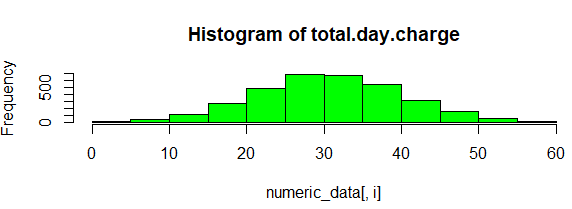 Histogram of total.day.charge
Frequency
500
0
0 10 20 30 40 50 60
numeric_data[, i]